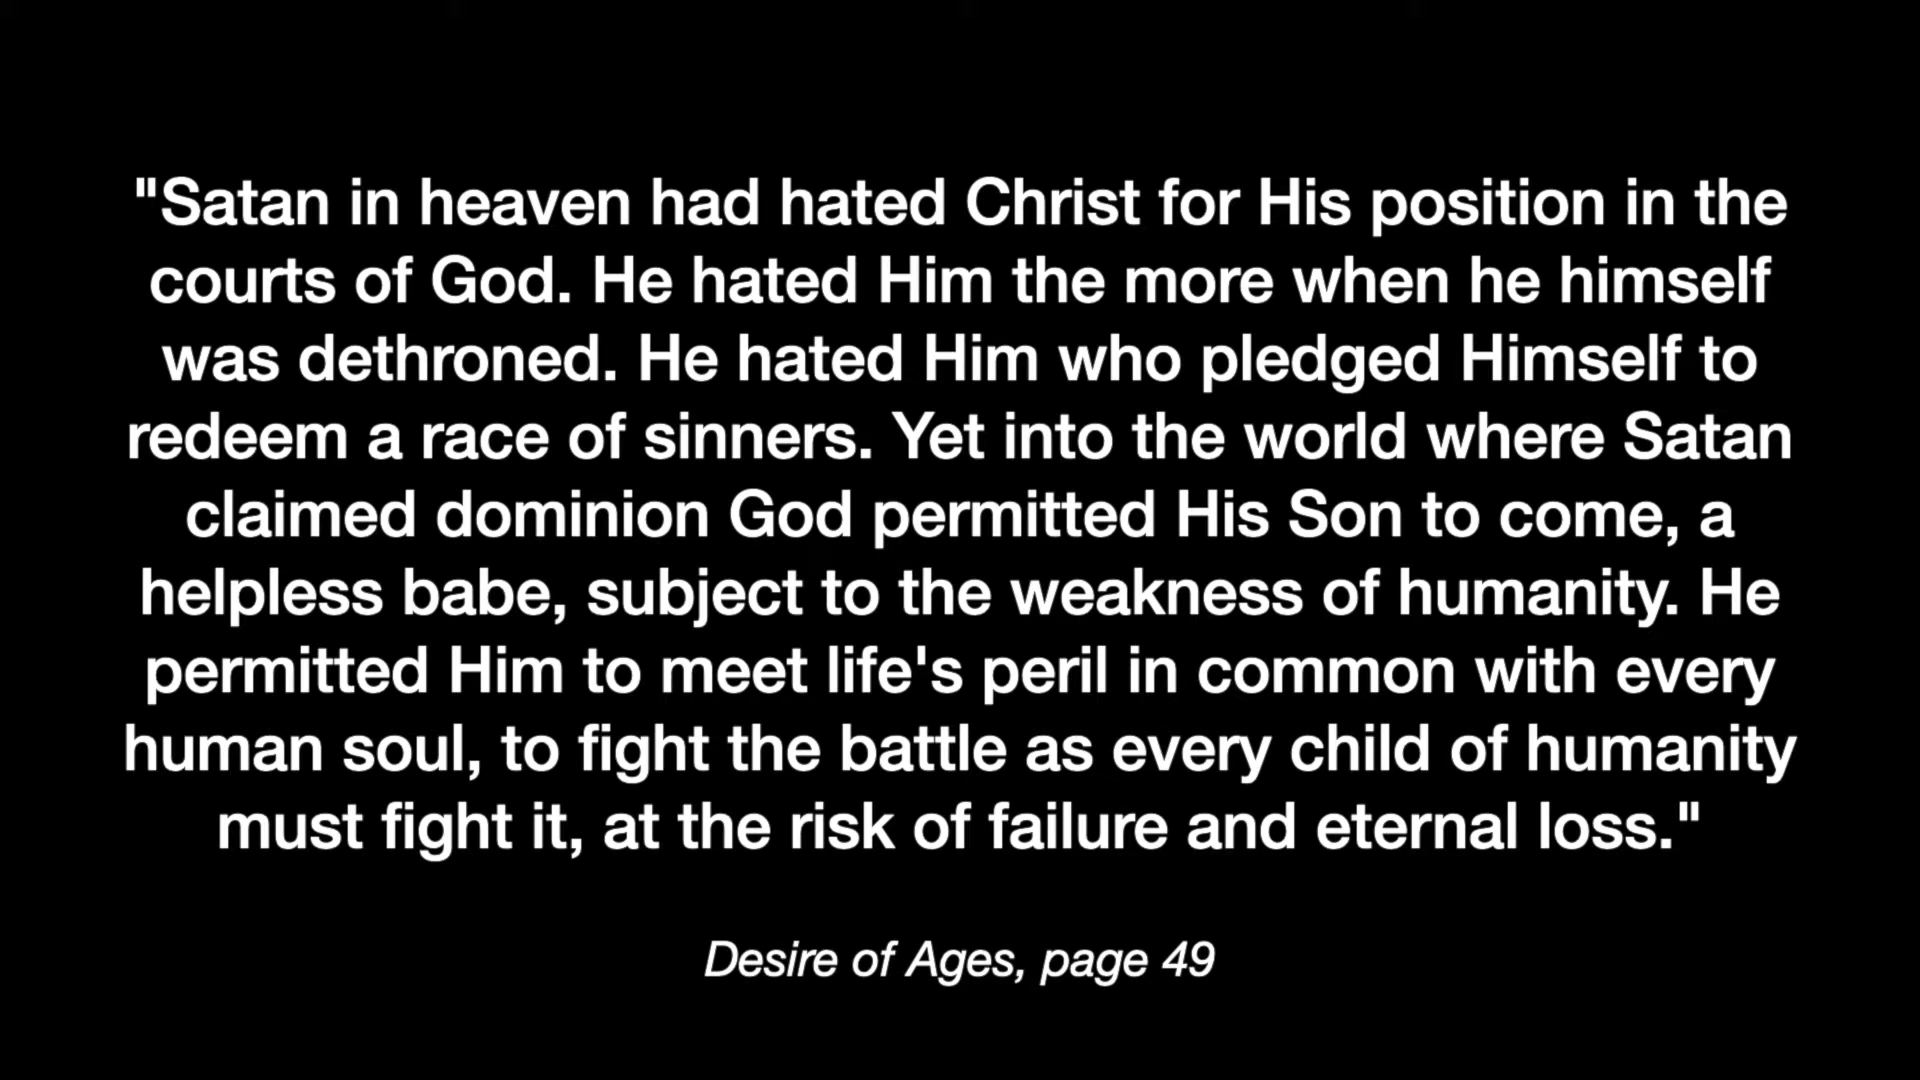 "Satan in heaven had hated Christ for His position in the
courts of God. He hated Him the more when he himself
was dethroned. He hated Him who pledged Himself to
redeem a race of sinners. Yet into the world where Satan
claimed dominion God permitted His Son to come, a
helpless babe, subject to the weakness of humanity. He
permitted Him to meet life's peril in common with every
human soul, to fight the battle as every child of humanity
must fight it, at the risk of failure and eternal loss."
Desire of Ages, page 49